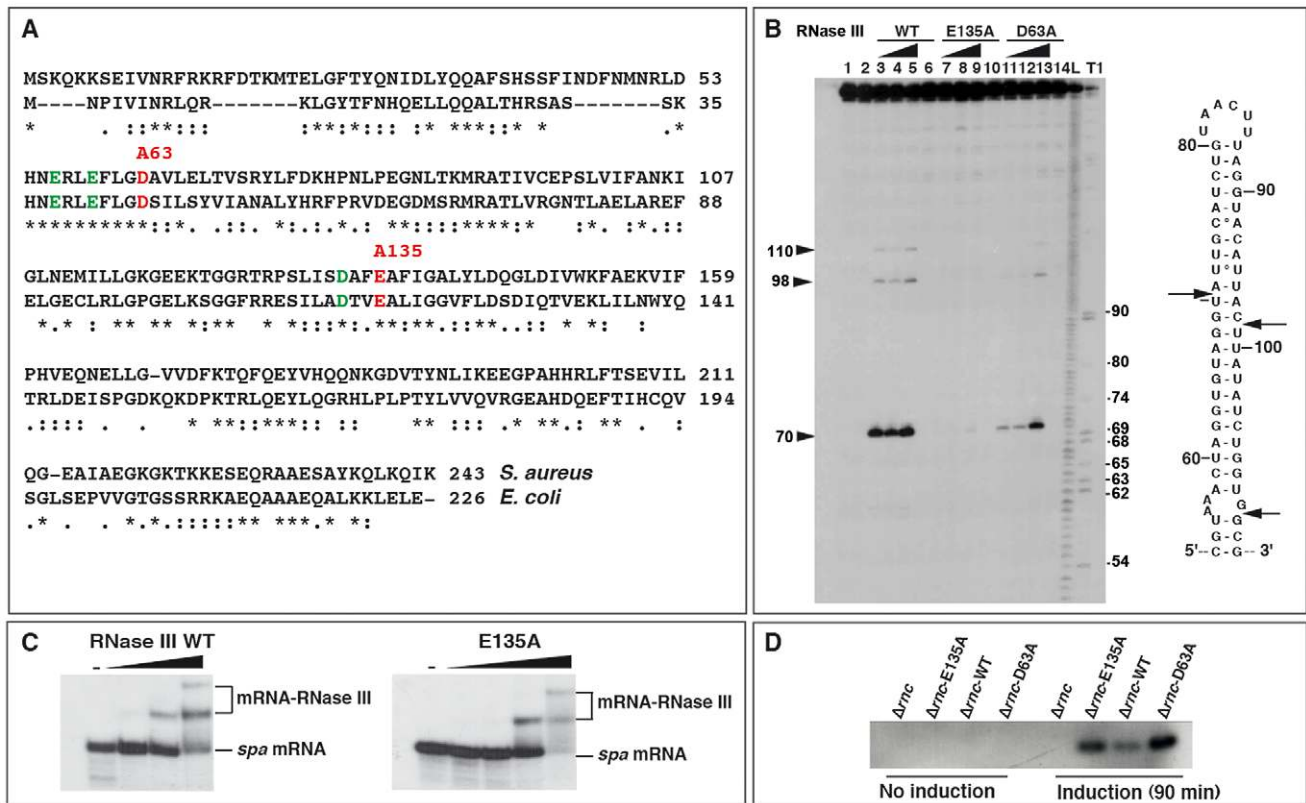 A
MSKQKKSEIVNRFRKRFDTKMTELGFTYQNIDLYQQAFSHSSFINDFNMNRLD 53
M----NPIVINRLQR-------KLGYTFNHQELLQQALTHRSAS------SK 35
A63
HNERLEFLGDAVLELTVSRYLFDKHPNLPEGNLTKMRATIVCEPSLVIFANKI 107
HNERLEFLGDSILSYVIANALYHRFPRVDEGDMSRMRATLVRGNTLAELAREF 88
A135
GLNEMILLGKGEEKTGGRTRPSLISDAFEAFIGALYLDQGLDIVWKFAEKVIF 159
ELGECLRLGPGELKSGGFRRESILADTVEALIGGVFLDSDIQTVEKLILNWYQ 141
PHVEQNELLG-VVDFKTQFQEYVHQQNKGDVTYNLIKEEGPAHHRLFTSEVIL 211
TRLDEISPGDKQKDPKTRLQEYLQGRHLPLPTYLVVQVRGEAHDQEFTIHCQV 194
QG-EAIAEGKGKTKKESEQRAAESAYKQLKQIK 243 S. aureus
SGLSEPVVGTGSSRRKAEQAAAEQALKKLELE- 226 E. coli
B
RNase III WT E135A D63A
1 2 3 4 5 6 7 8 9 10 11 12 13 14 L T1
110
98
70
-90
-80
-74
-69
-68
-65
-63
-62
-54
80
90
100
60
5' 3'
C
RNase III WT
-
mRNA-RNase III
spa mRNA
E135A
-
mRNA-RNase III
spa mRNA
D
Δrnc Δrnc-E135A Δrnc-WT Δrnc-D63A Δrnc Δrnc-E135A Δrnc-WT Δrnc-D63A
No induction Induction (90 min)